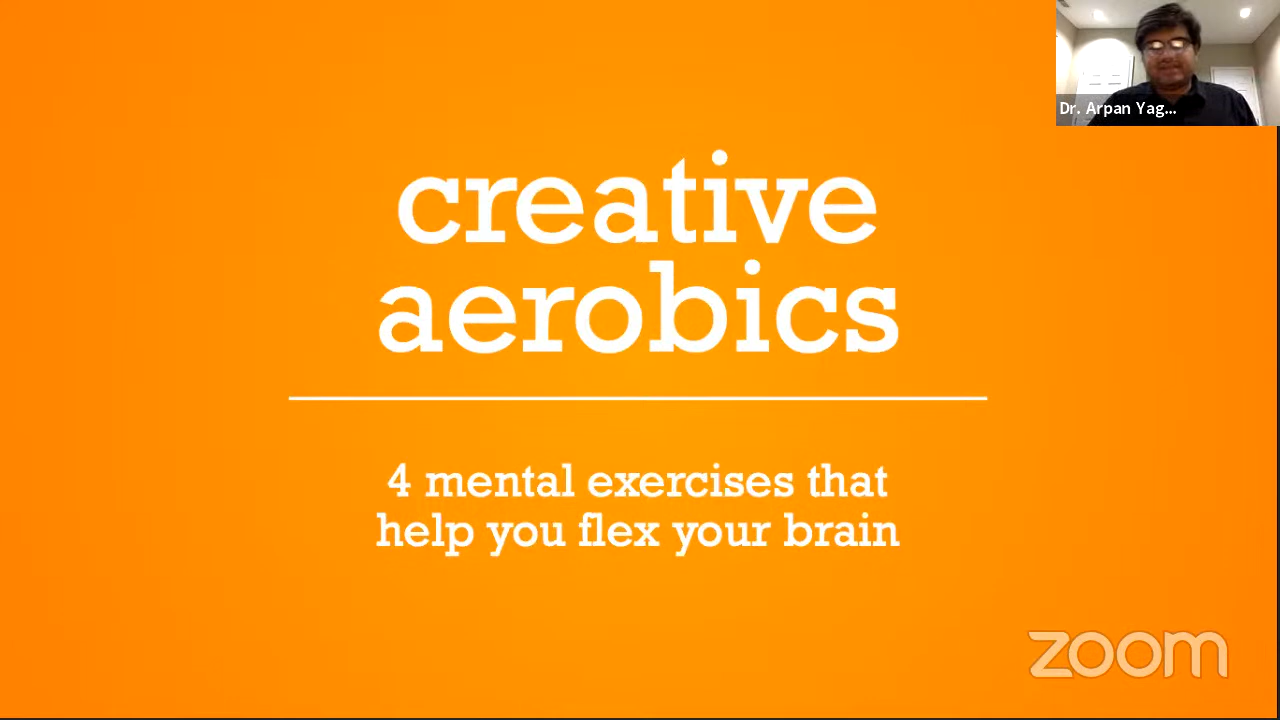 Dr. Arpan Yag...
creative
aerobics
4 mental exercises that
help you flex your brain
zoom